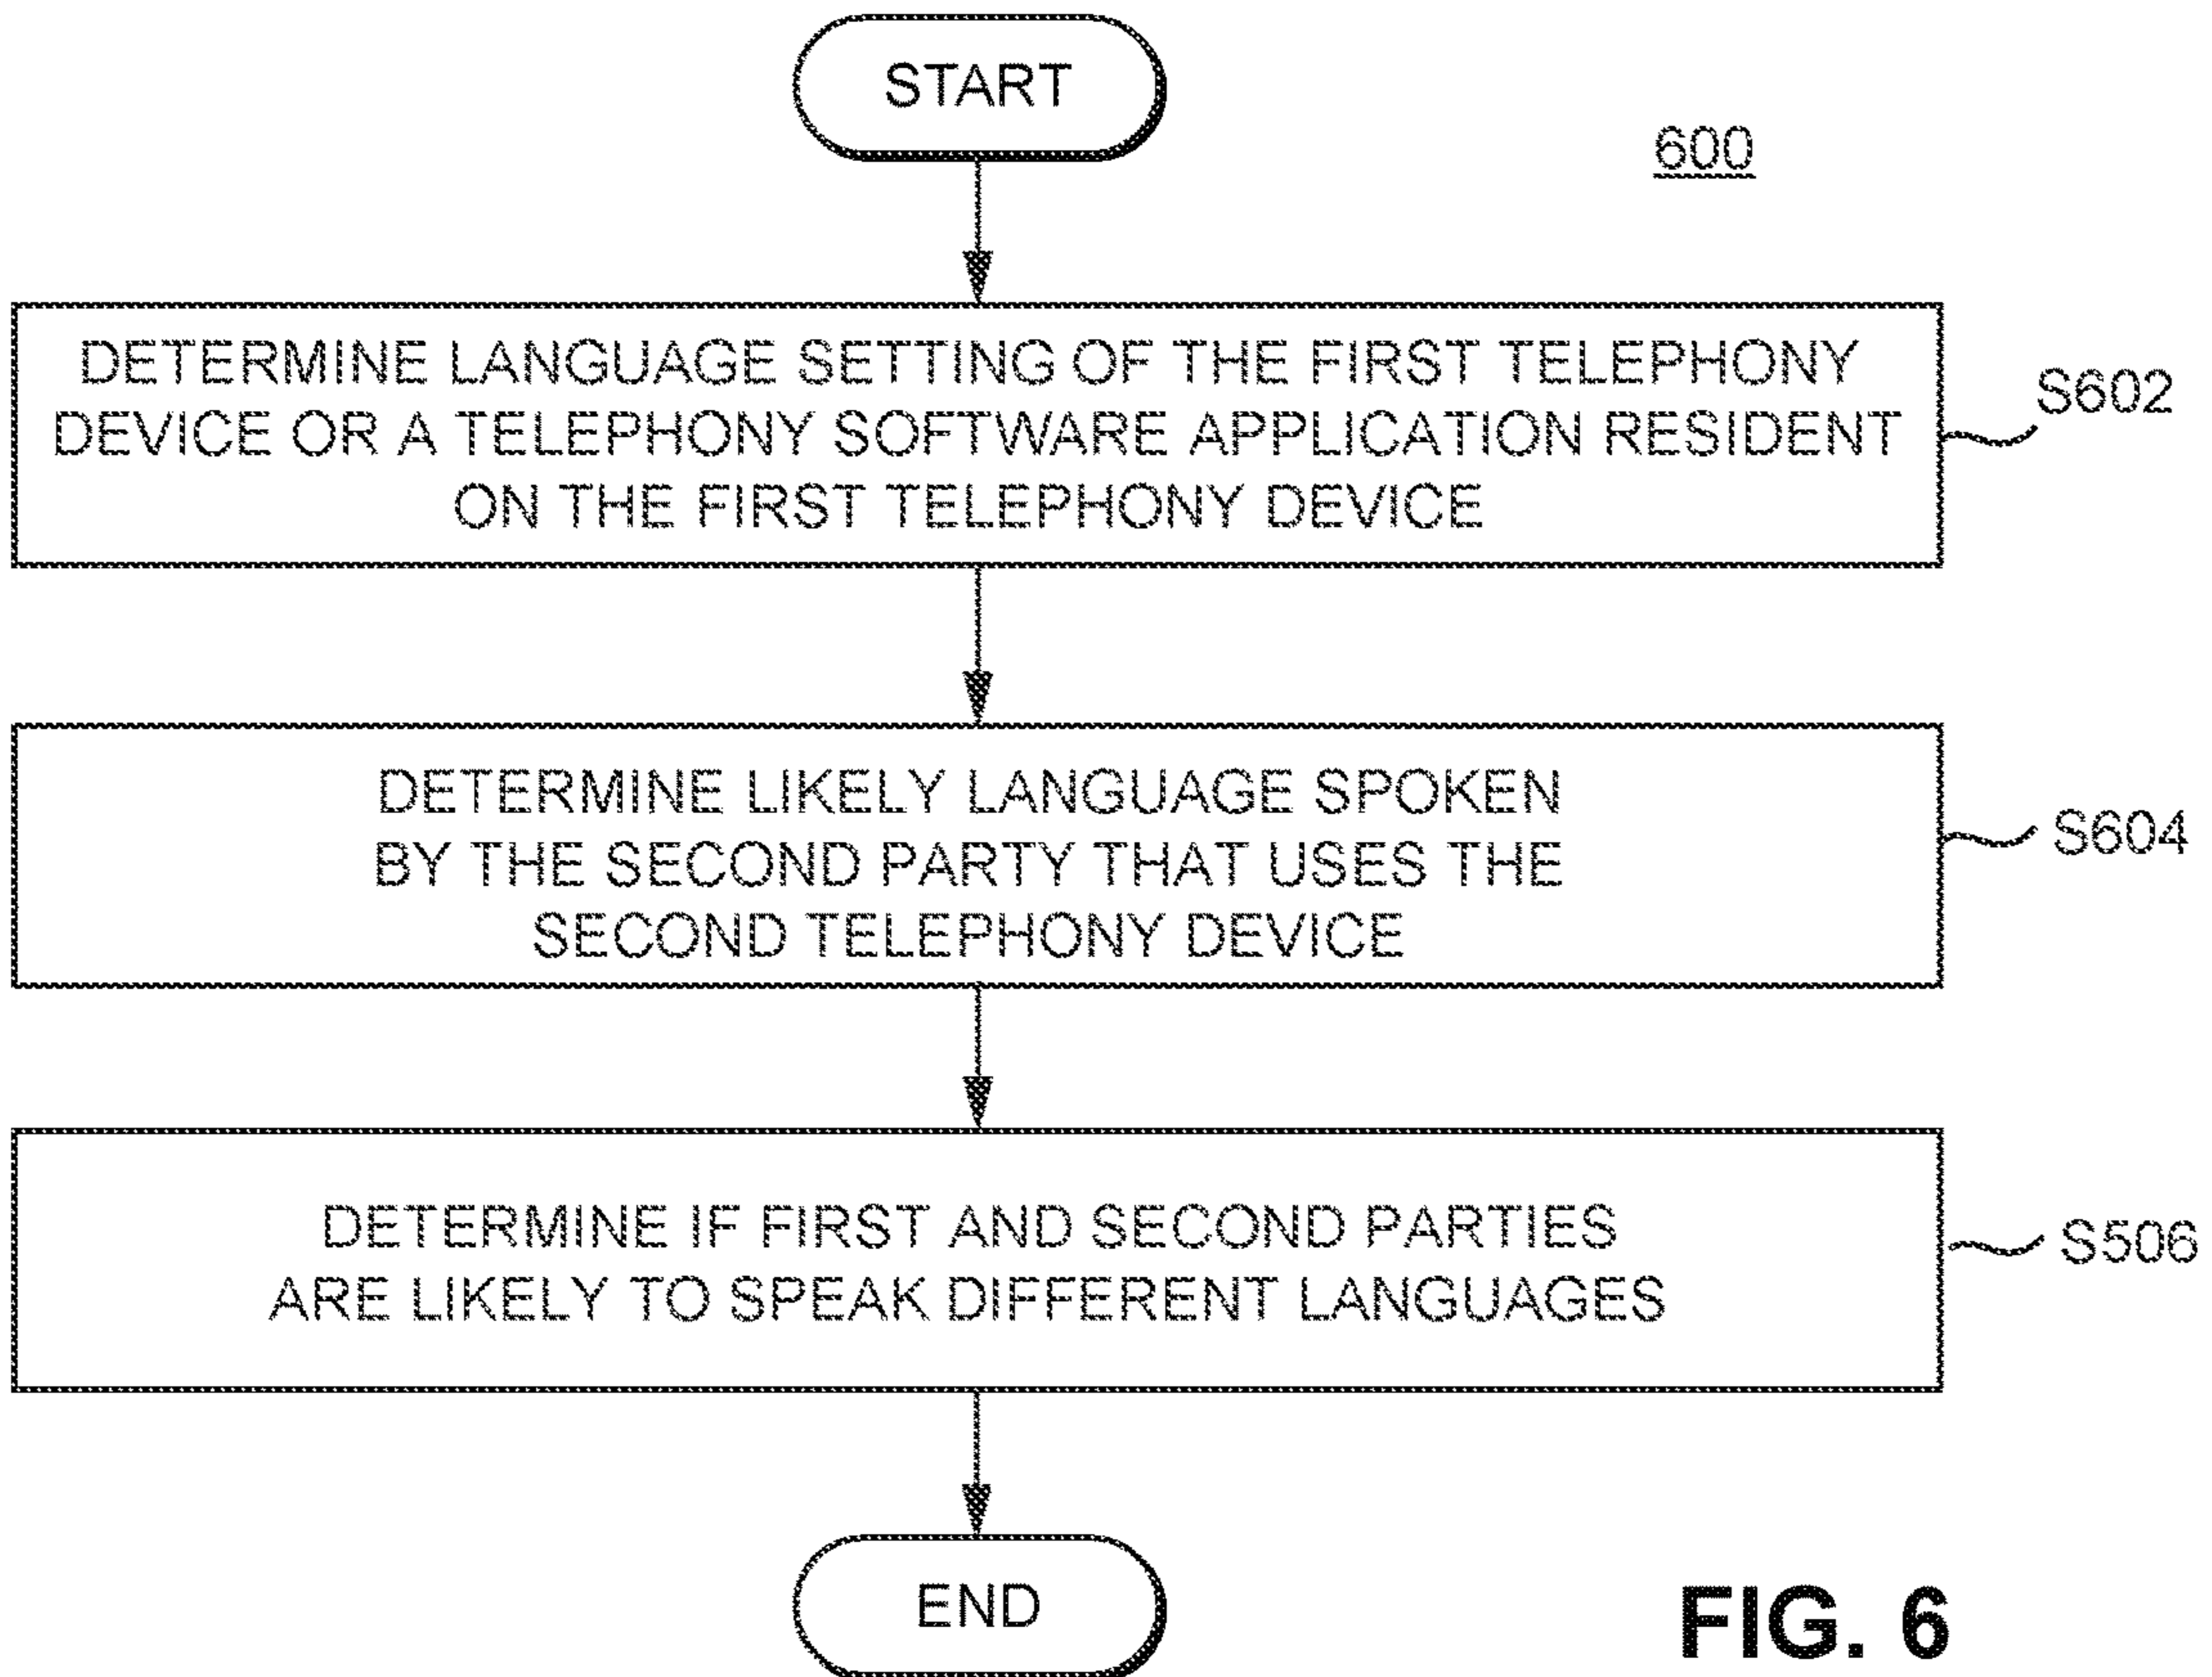 START
600
DETERMINE LANGUAGE SETTING OF THE FIRST TELEPHONY
DEVICE OR A TELEPHONY SOFTWARE APPLICATION RESIDENT
ON THE FIRST TELEPHONY DEVICE
S602
DETERMINE LIKELY LANGUAGE SPOKEN
BY THE SECOND PARTY THAT USES THE
SECOND TELEPHONY DEVICE
S604
DETERMINE IF FIRST AND SECOND PARTIES
ARE LIKELY TO SPEAK DIFFERENT LANGUAGES
S506
END
FIG. 6